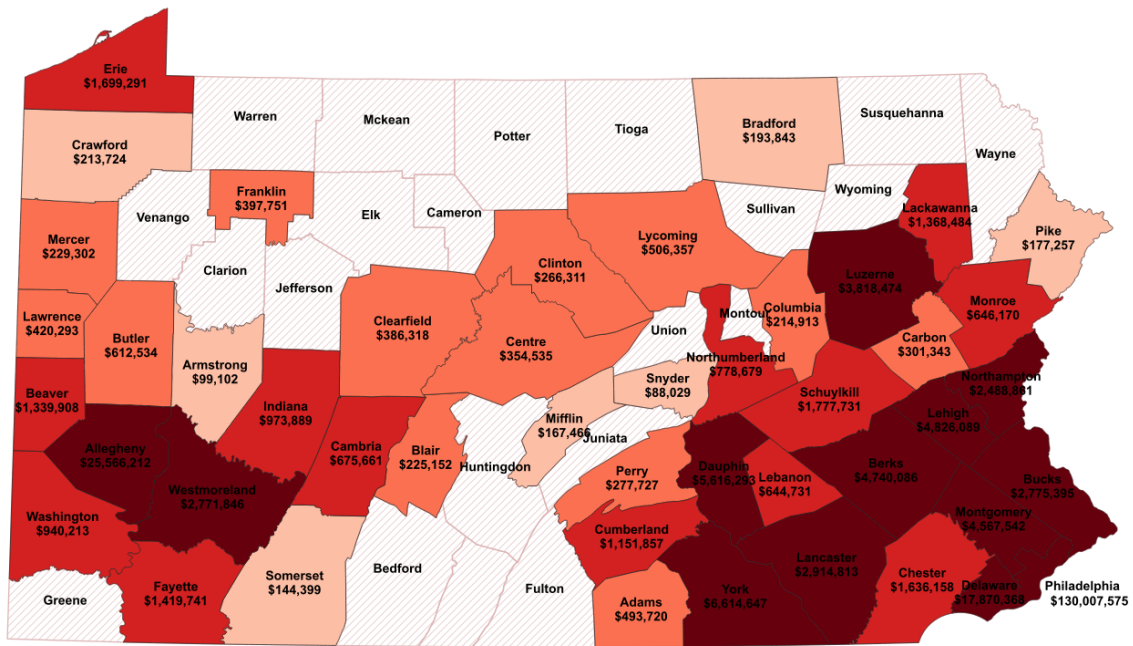 Erie
$1,699,291
Warren
Mckean
Potter
Tioga
Bradford
$193,843
Susquehanna
Wayne
Crawford
$213,724
Venango
Franklin
$397,751
Elk
Cameron
Sullivan
Wyoming
Lackawanna
$1,368,484
Pike
$177,257
Mercer
$229,302
Clarion
Jefferson
Clinton
$266,311
Lycoming
$506,357
Luzerne
$3,818,474
Monroe
$646,170
Lawrence
$420,293
Butler
$612,534
Clearfield
$386,318
Centre
$354,535
Union
Montour
Columbia
$214,913
Carbon
$301,343
Armstrong
$99,102
Northumberland
$778,679
Northampton
$2,488,881
Beaver
$1,339,908
Indiana
$973,889
Snyder
$88,029
Schuylkill
$1,777,731
Lehigh
$4,826,089
Allegheny
$25,566,212
Cambria
$675,661
Blair
$225,152
Huntingdon
Mifflin
$167,466
Juniata
Westmoreland
$2,771,846
Perry
$277,727
Dauphin
$5,616,293
Lebanon
$644,731
Berks
$4,740,086
Bucks
$2,775,395
Washington
$940,213
Cumberland
$1,151,857
Montgomery
$4,567,542
Greene
Fayette
$1,419,741
Somerset
$144,399
Bedford
Fulton
Adams
$493,720
York
$6,614,647
Lancaster
$2,914,813
Chester
$1,636,158
Delaware
$17,870,368
Philadelphia
$130,007,575